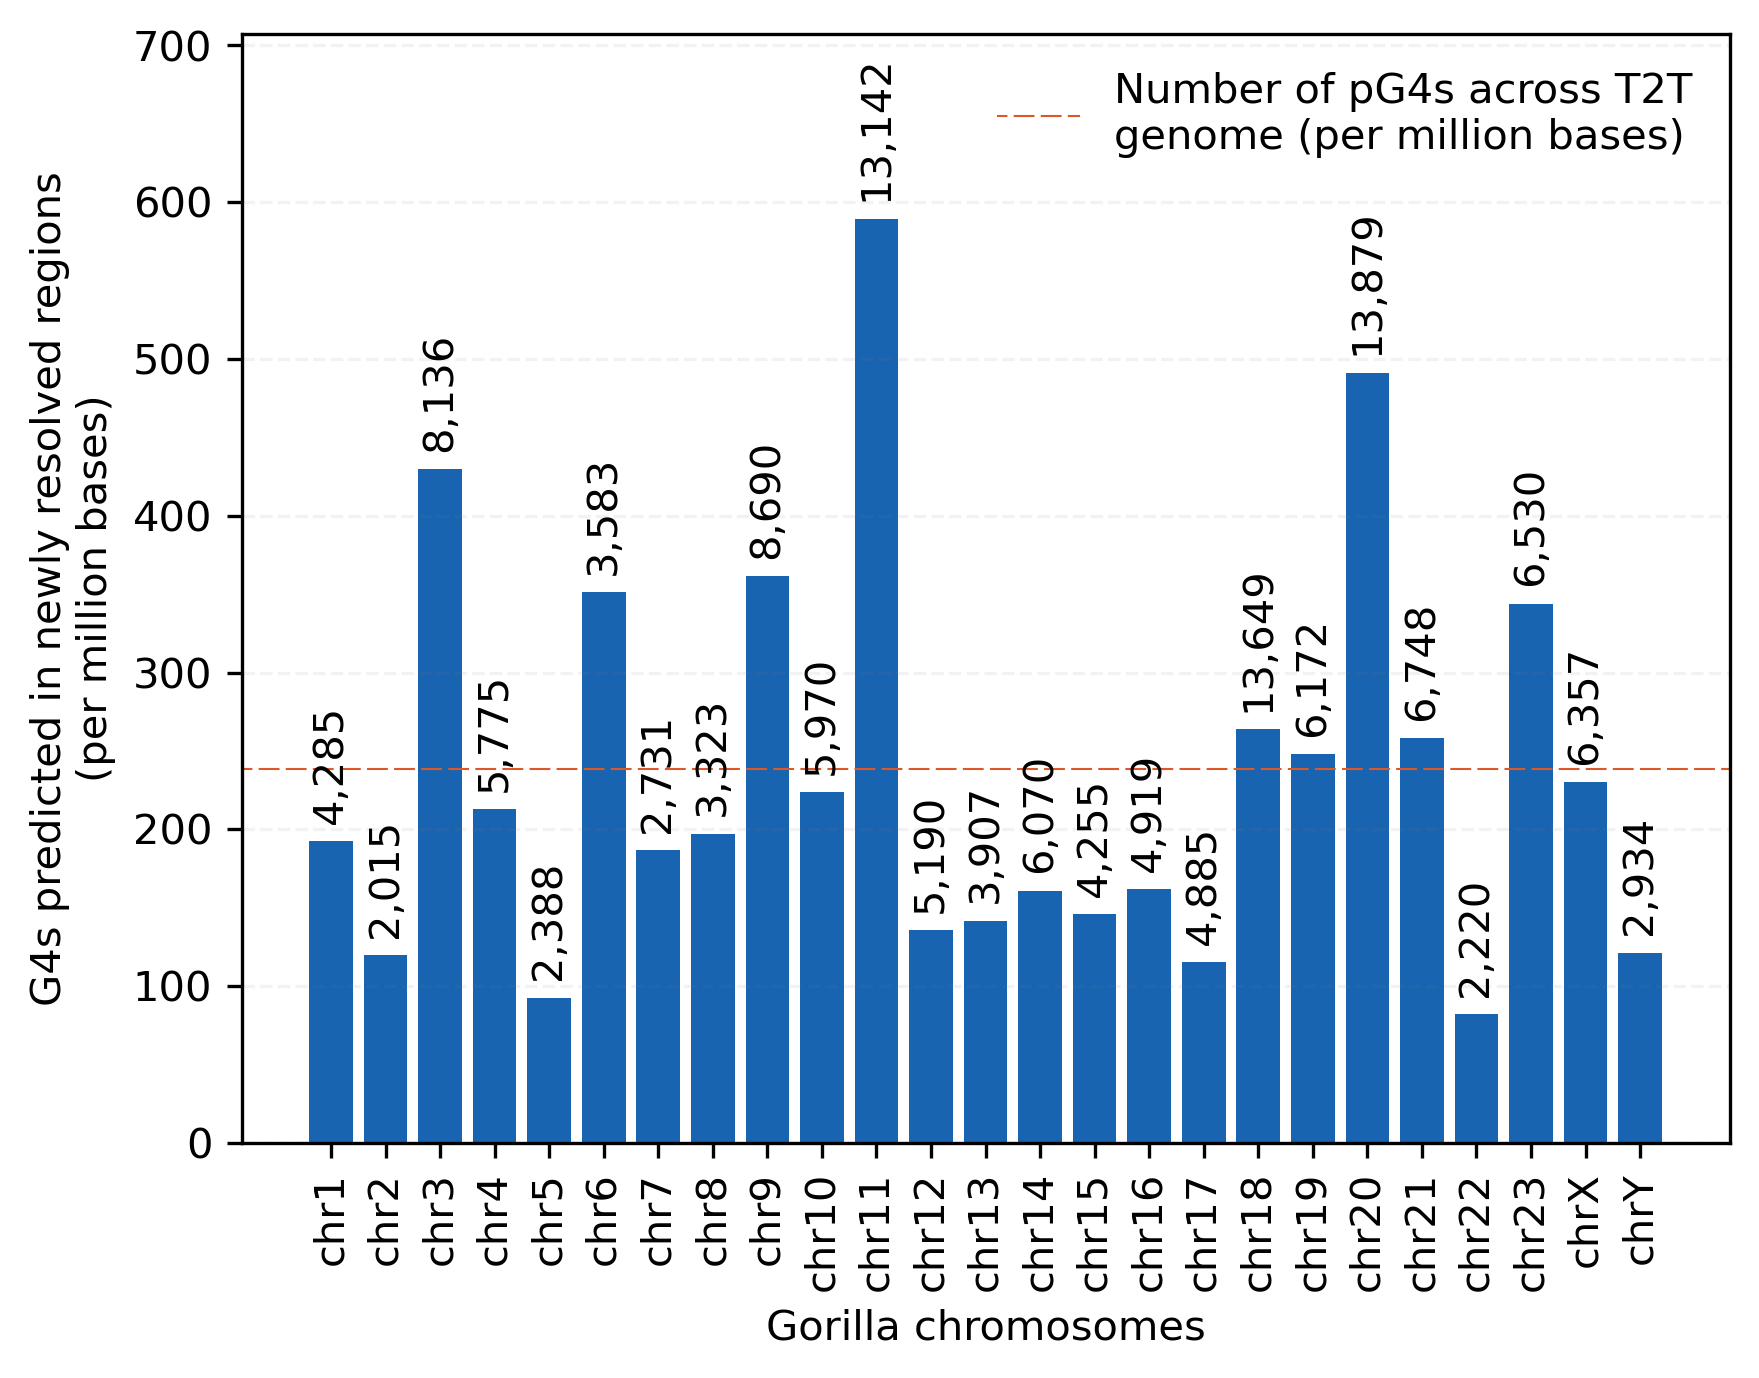 700
600
500
400
300
200
100
0
G4s predicted in newly resolved regions
(per million bases)
Number of pG4s across T2T
genome (per million bases)
4,285
2,015
8,136
5,775
2,388
3,583
2,731
3,323
8,690
5,970
13,142
5,190
3,907
6,070
4,255
4,919
4,885
13,649
6,172
13,879
6,748
2,220
6,530
6,357
2,934
chr1
chr2
chr3
chr4
chr5
chr6
chr7
chr8
chr9
chr10
chr11
chr12
chr13
chr14
chr15
chr16
chr17
chr18
chr19
chr20
chr21
chr22
chr23
chrX
chrY
Gorilla chromosomes